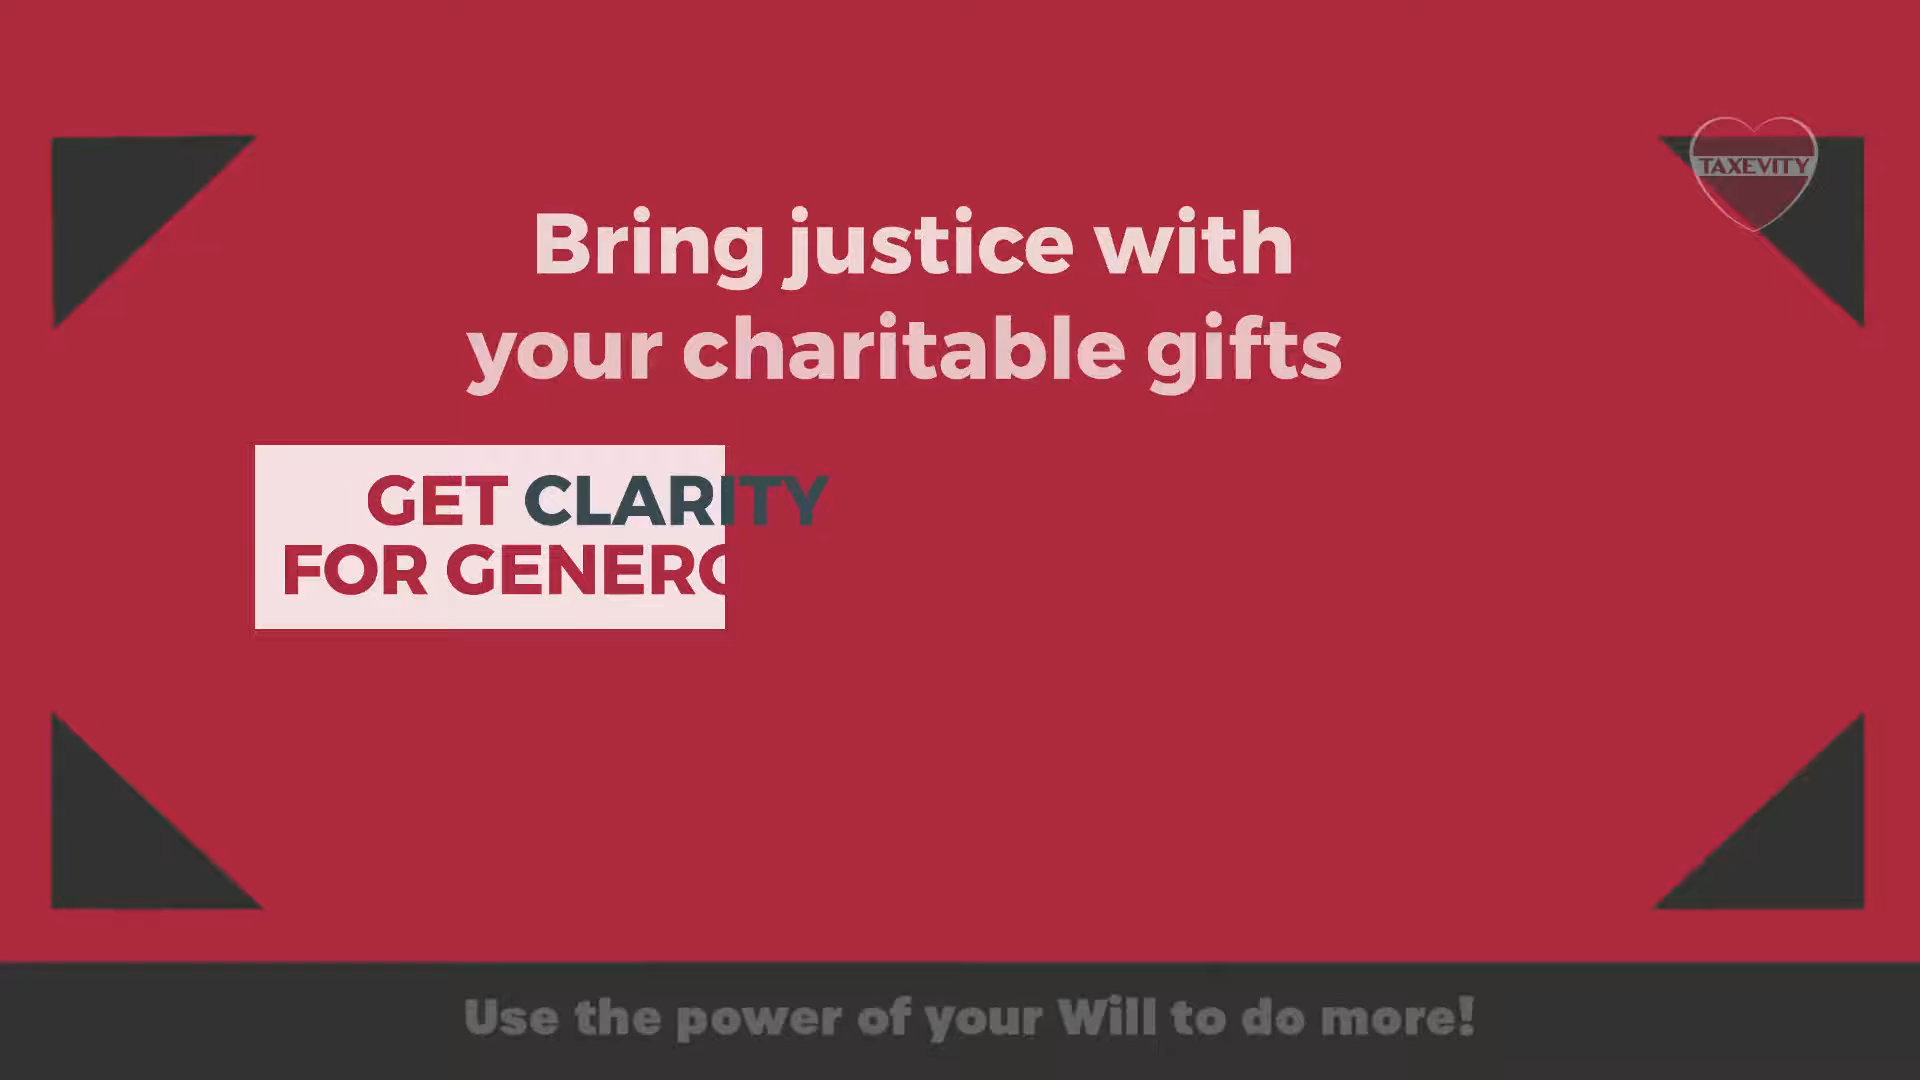 TAXEVITY
Bring justice with
your charitable gifts
GET CLARITY
FOR
Use the power of your Will to do more!